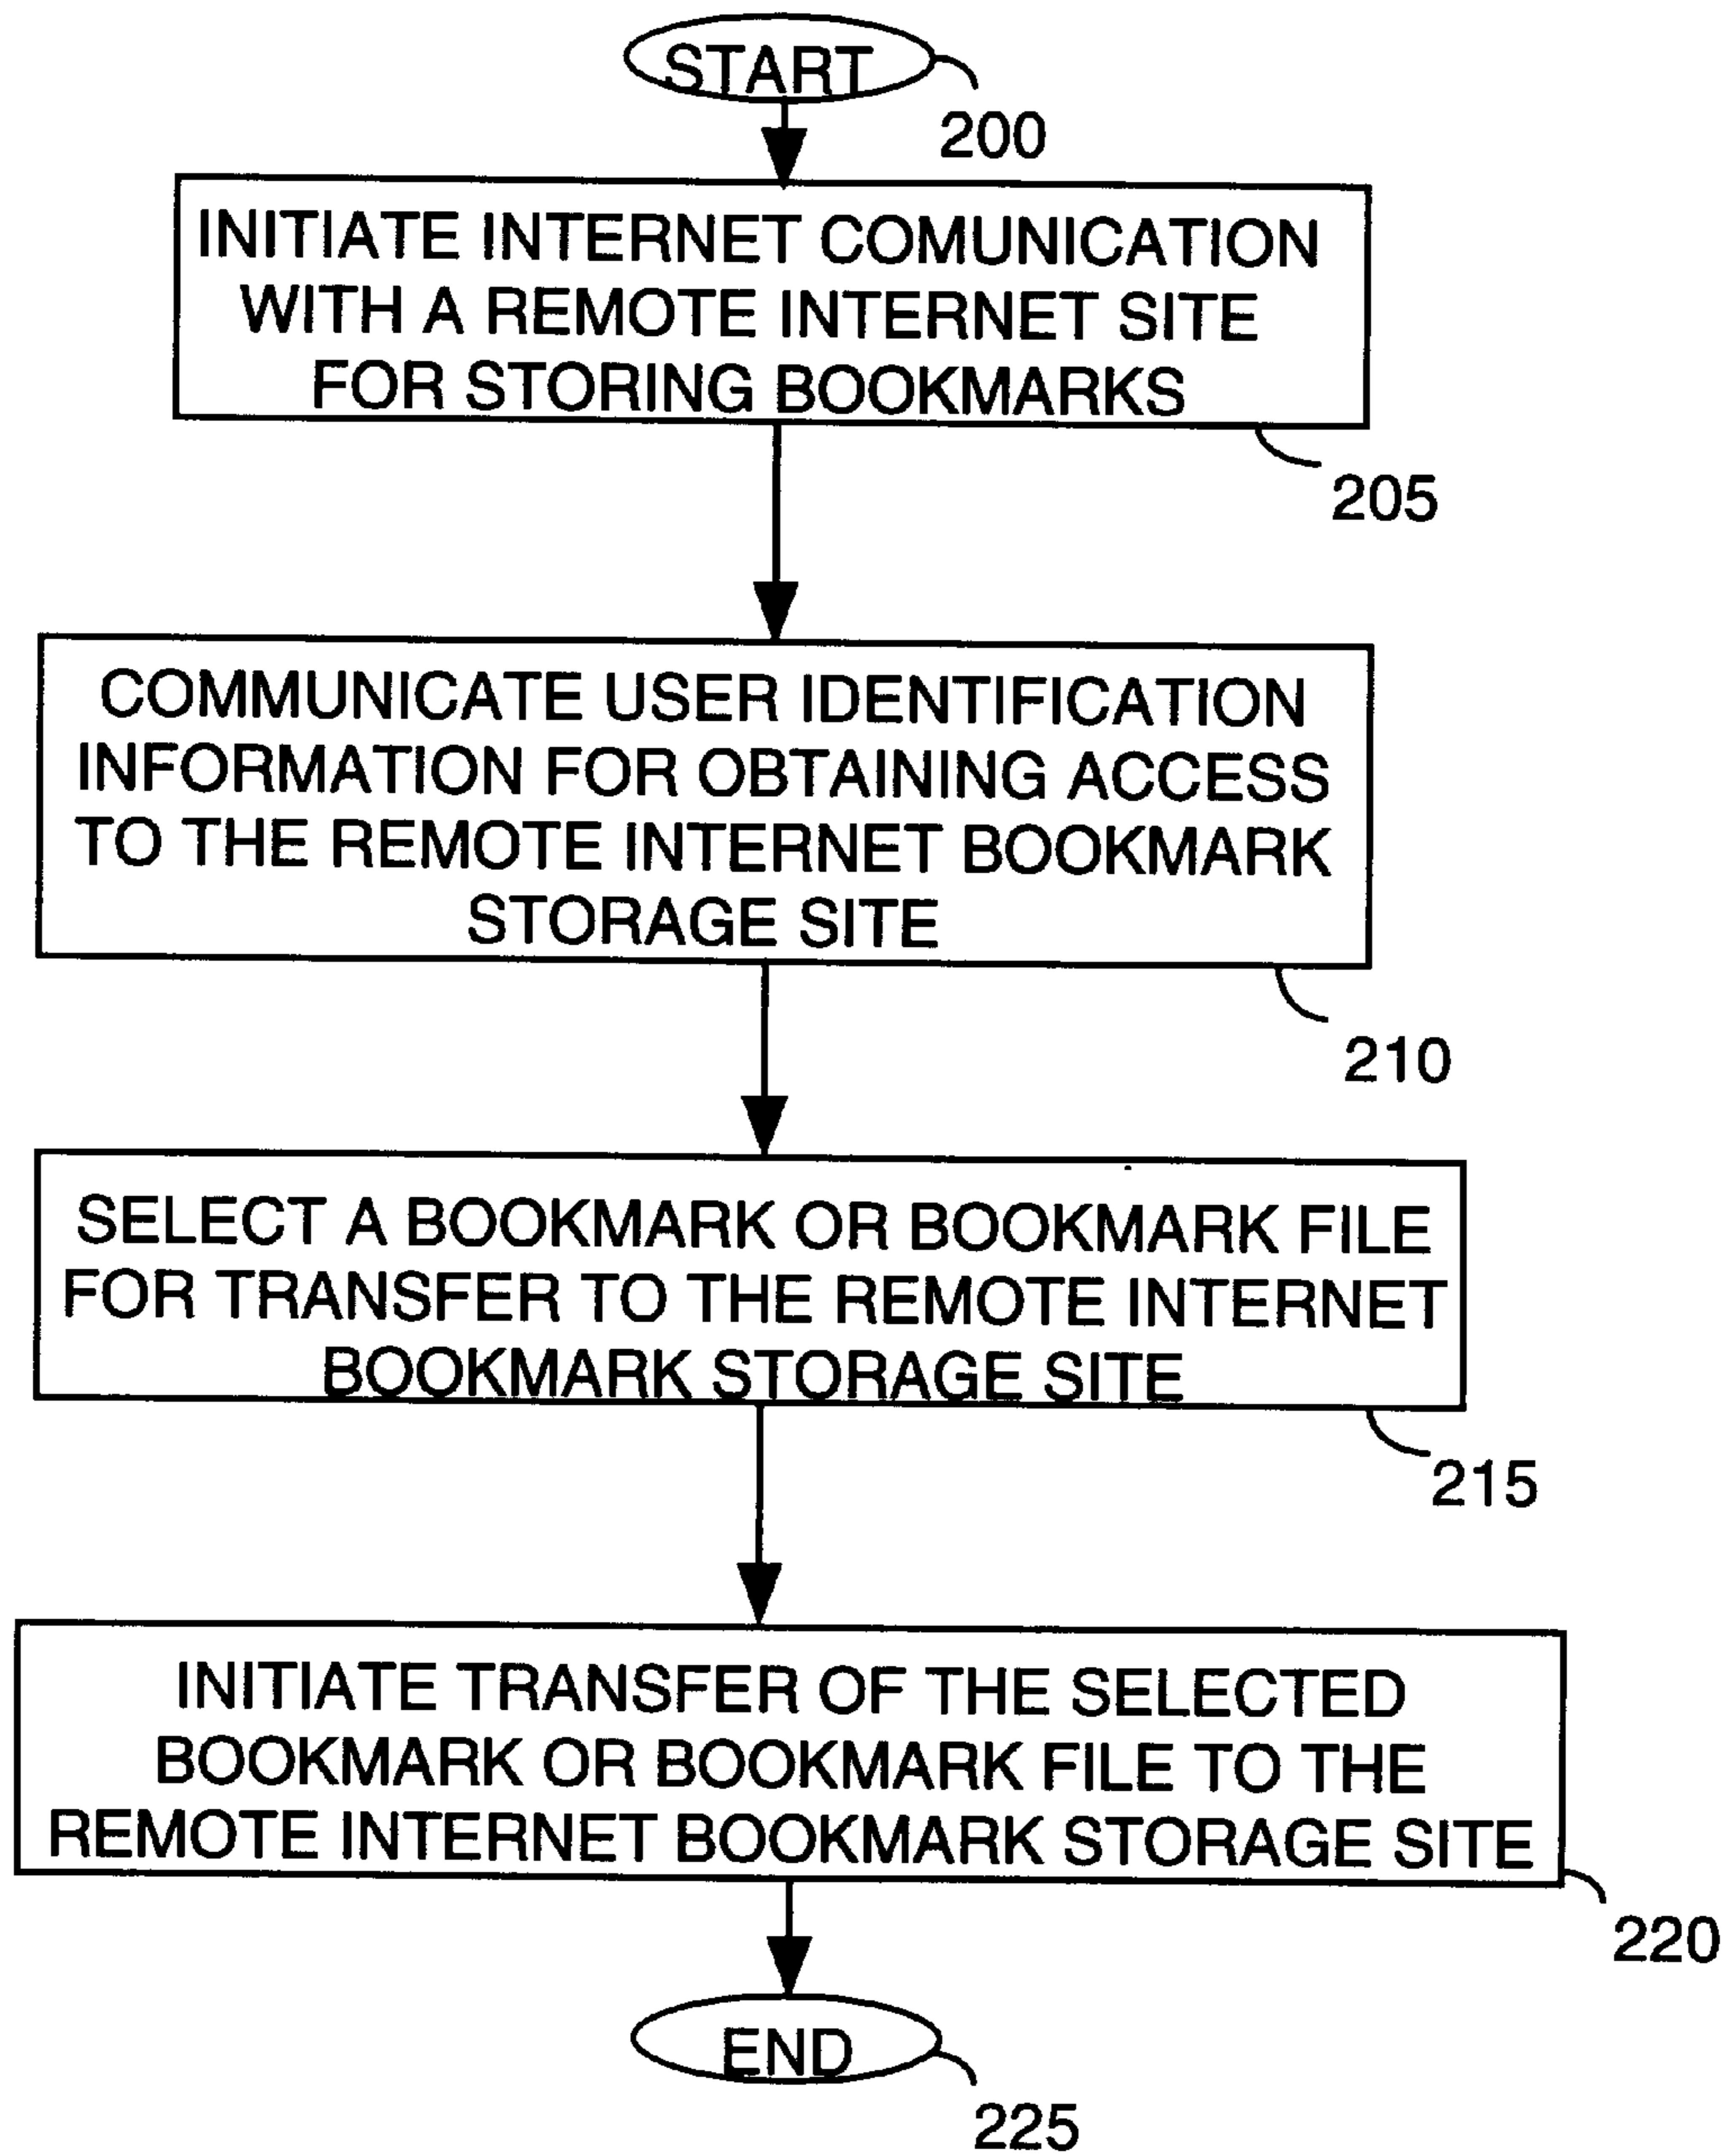 START
200
INITIATE INTERNET COMUNICATION
WITH A REMOTE INTERNET SITE
FOR STORING BOOKMARKS
205
COMMUNICATE USER IDENTIFICATION
INFORMATION FOR OBTAINING ACCESS
TO THE REMOTE INTERNET BOOKMARK
STORAGE SITE
210
SELECT A BOOKMARK OR BOOKMARK FILE
FOR TRANSFER TO THE REMOTE INTERNET
BOOKMARK STORAGE SITE
215
INITIATE TRANSFER OF THE SELECTED
BOOKMARK OR BOOKMARK FILE TO THE
REMOTE INTERNET BOOKMARK STORAGE SITE
220
END
225